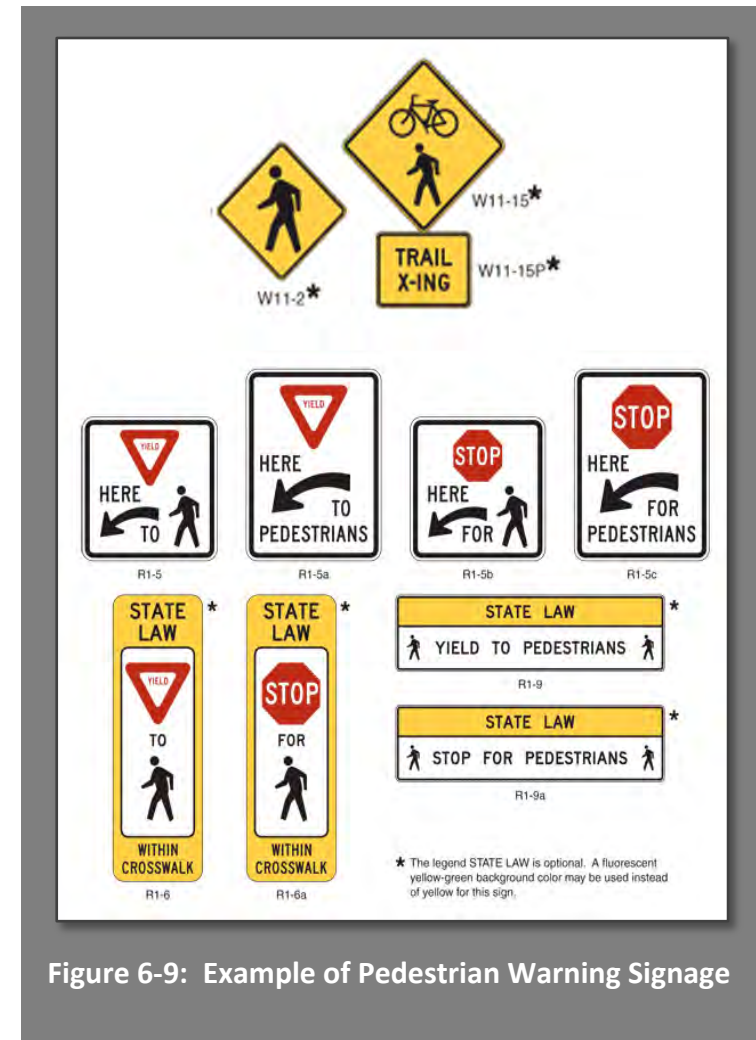 W11-15*
TRAIL
X-ING
W11-15P*
W11-2*
YIELD
HERE
TO
R1-5
YIELD
HERE
TO
PEDESTRIANS
R1-5a
STOP
HERE
FOR
R1-5b
STOP
HERE
FOR
PEDESTRIANS
R1-5c
STATE
LAW
*
YIELD
TO
WITHIN
CROSSWALK
R1-6
STATE
LAW
*
STOP
FOR
WITHIN
CROSSWALK
R1-6a
STATE LAW
*
YIELD TO PEDESTRIANS
R1-9
STATE LAW
*
STOP FOR PEDESTRIANS
R1-9a
* The legend STATE LAW is optional. A fluorescent
yellow-green background color may be used instead
of yellow for this sign.
Figure 6-9: Example of Pedestrian Warning Signage